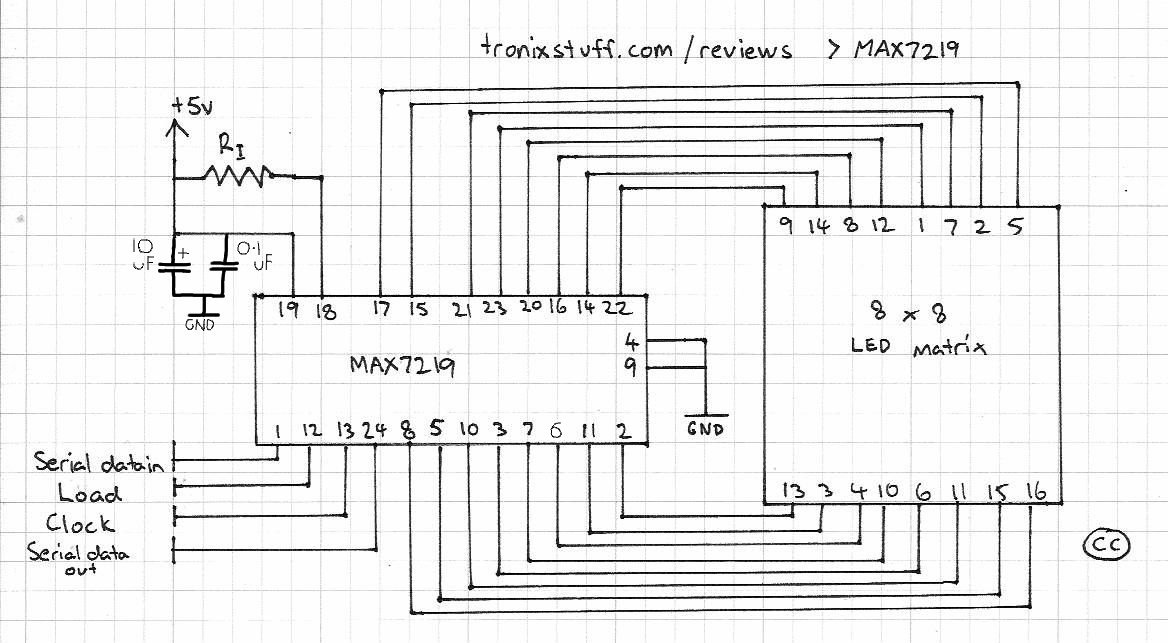 tronixstuff.com/reviews > MAX7219
+5v
RI
10 uF +
0.1 uF
GND
19 18 17 15 21 23 20 16 14 22
9 14 8 12 1 7 2 5
8 x 8
LED matrix
4
9
MAX7219
GND
1 12 13 24 8 5 10 3 7 6 11 2
13 3 4 10 6 11 15 16
Serial data in
Load
Clock
Serial data
out
CC